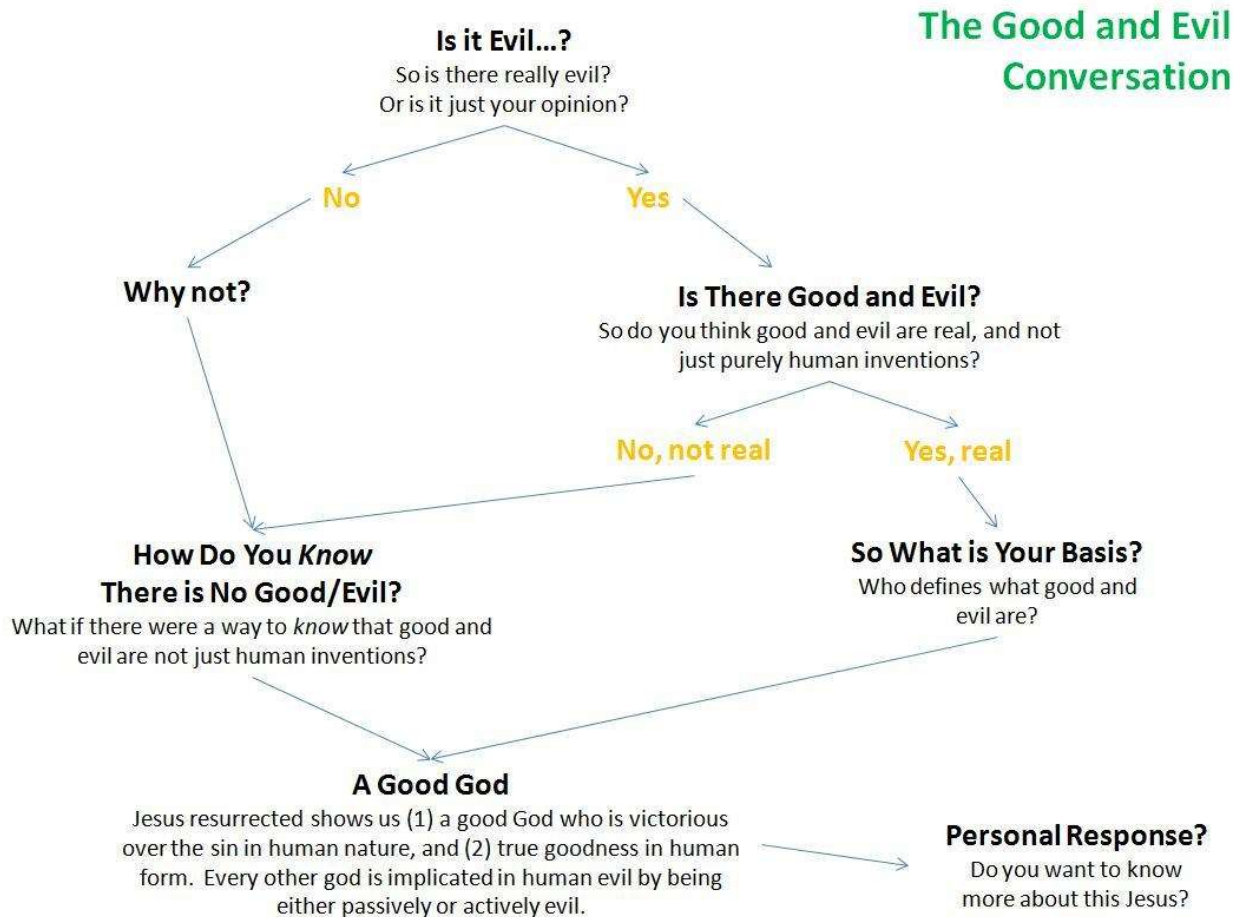 The Good and Evil
Conversation
Is it Evil...?
So is there really evil?
Or is it just your opinion?
No
Yes
Why not?
Is There Good and Evil?
So do you think good and evil are real, and not
just purely human inventions?
No, not real
Yes, real
How Do You Know
There is No Good/Evil?
What if there were a way to know that good and
evil are not just human inventions?
So What is Your Basis?
Who defines what good and
evil are?
A Good God
Jesus resurrected shows us (1) a good God who is victorious
over the sin in human nature, and (2) true goodness in human
form. Every other god is implicated in human evil by being
either passively or actively evil.
Personal Response?
Do you want to know
more about this Jesus?